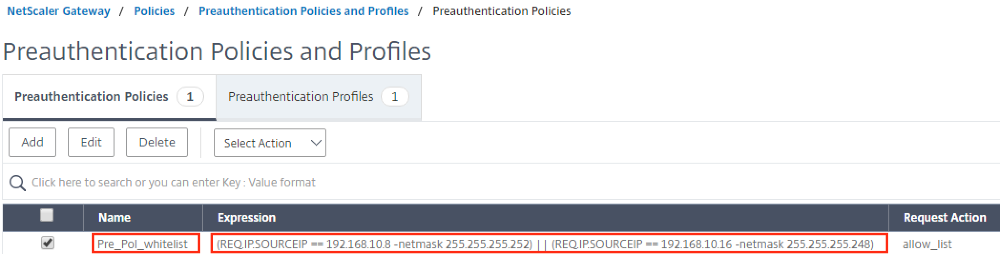 NetScaler Gateway / Policies / Preauthentication Policies and Profiles / Preauthentication Policies
Preauthentication Policies and Profiles
Preauthentication Policies 1 Preauthentication Profiles 1
Add Edit Delete Select Action
Click here to search or you can enter Key : Value format
Name Expression Request Action
Pre_Pol_whitelist (REQ.IP.SOURCEIP == 192.168.10.8 -netmask 255.255.255.252) || (REQ.IP.SOURCEIP == 192.168.10.16 -netmask 255.255.255.248) allow_list